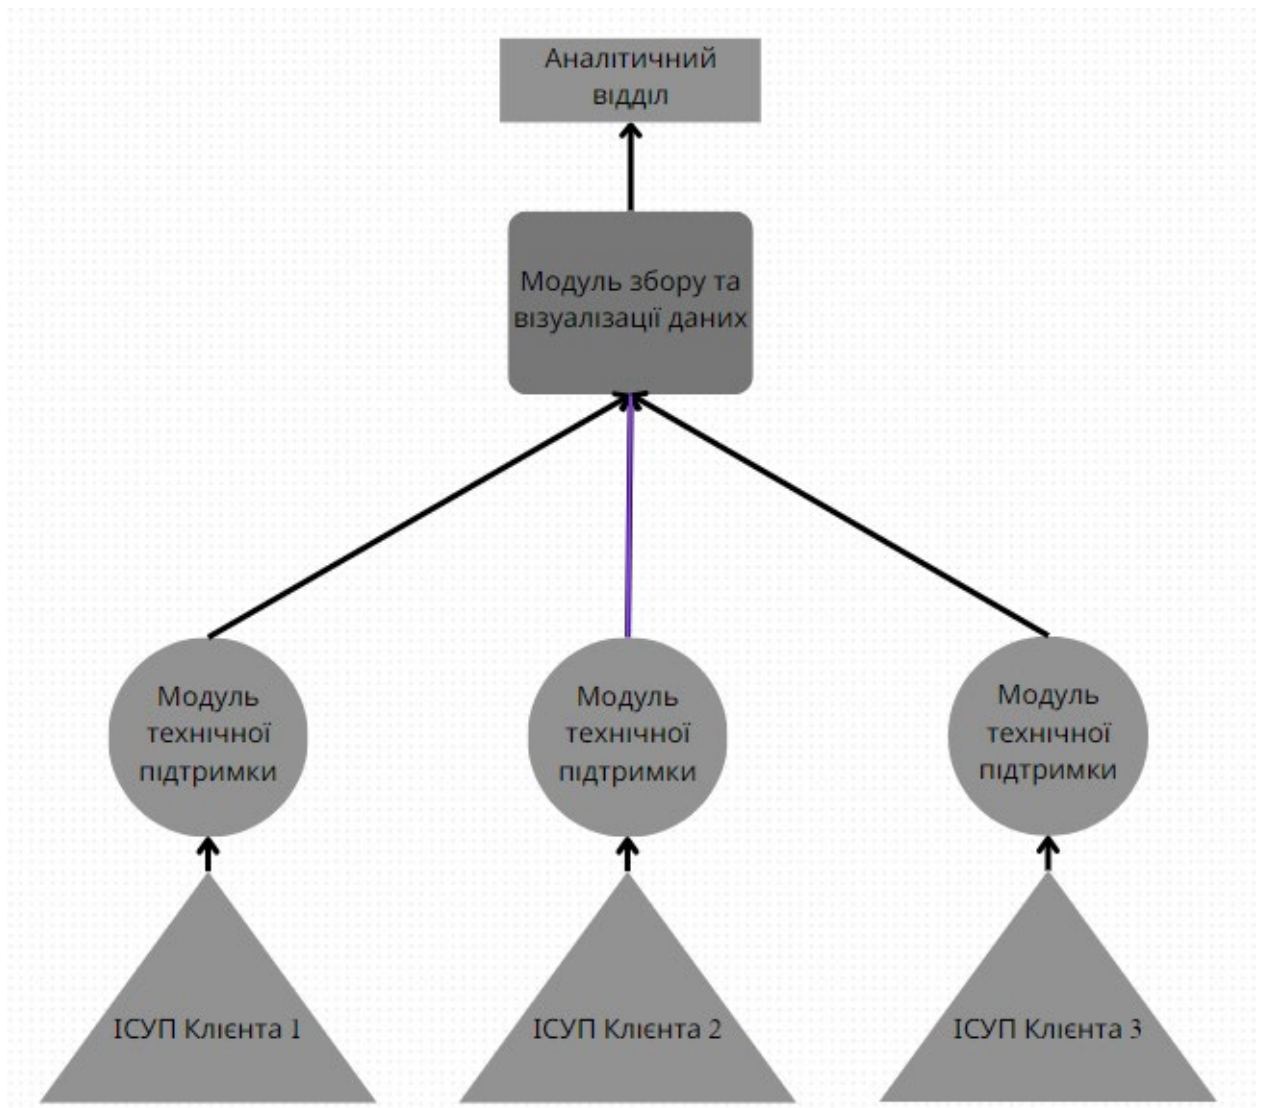 Аналітичний
відділ
Модуль збору та
візуалізації даних
Модуль
технічної
підтримки
Модуль
технічної
підтримки
Модуль
технічної
підтримки
ІСУП Клієнта 1
ІСУП Клієнта 2
ІСУП Клієнта 3